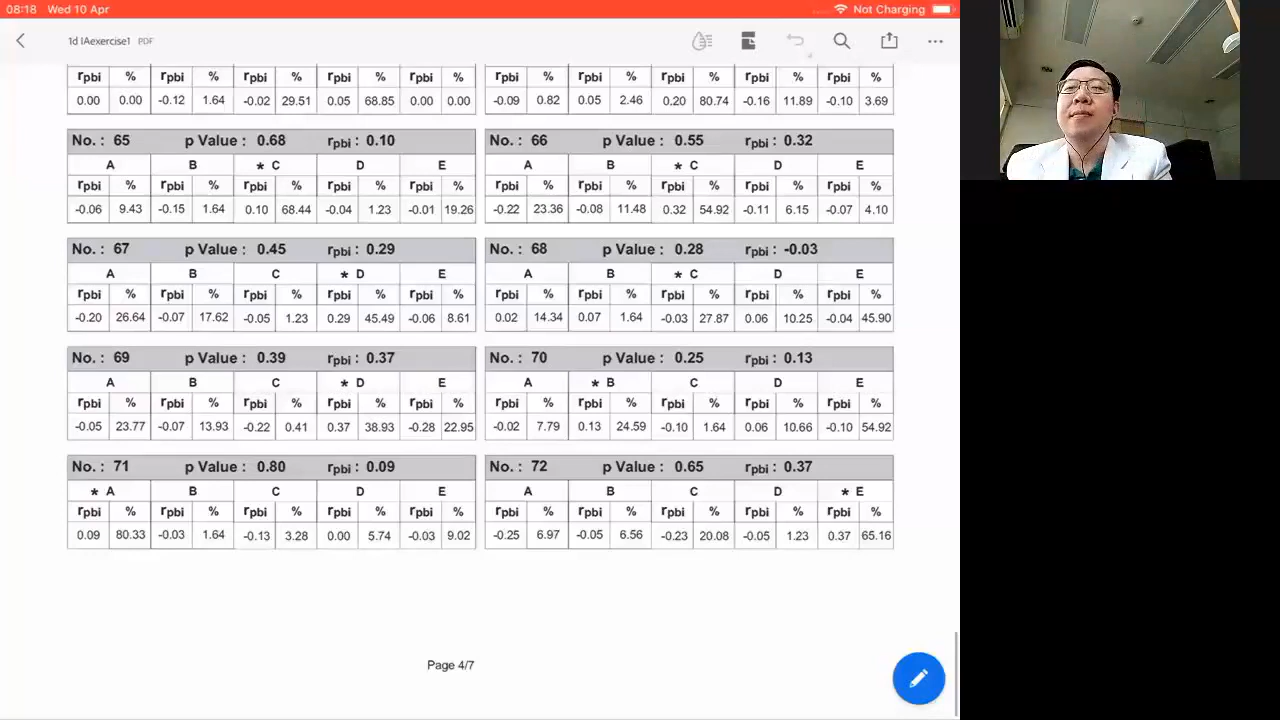 08:18 Wed 10 Apr Not Charging
1d IAexercise1 PDF
rpbi % rpbi % rpbi % rpbi % rpbi %
0.00 0.00 -0.12 1.64 -0.02 29.51 0.05 68.85 0.00 0.00
rpbi % rpbi % rpbi % rpbi % rpbi %
-0.09 0.82 0.05 2.46 0.20 80.74 -0.16 11.89 -0.10 3.69
No. : 65 p Value : 0.68 rpbi : 0.10
A B * C D E
rpbi % rpbi % rpbi % rpbi % rpbi %
-0.06 9.43 -0.15 1.64 0.10 68.44 -0.04 1.23 -0.01 19.26
No. : 66 p Value : 0.55 rpbi : 0.32
A B * C D E
rpbi % rpbi % rpbi % rpbi % rpbi %
-0.22 23.36 -0.08 11.48 0.32 54.92 -0.11 6.15 -0.07 4.10
No. : 67 p Value : 0.45 rpbi : 0.29
A B C * D E
rpbi % rpbi % rpbi % rpbi % rpbi %
-0.20 26.64 -0.07 17.62 -0.05 1.23 0.29 45.49 -0.06 8.61
No. : 68 p Value : 0.28 rpbi : -0.03
A B * C D E
rpbi % rpbi % rpbi % rpbi % rpbi %
0.02 14.34 0.07 1.64 -0.03 27.87 0.06 10.25 -0.04 45.90
No. : 69 p Value : 0.39 rpbi : 0.37
A B C * D E
rpbi % rpbi % rpbi % rpbi % rpbi %
-0.05 23.77 -0.07 13.93 -0.22 0.41 0.37 38.93 -0.28 22.95
No. : 70 p Value : 0.25 rpbi : 0.13
A * B C D E
rpbi % rpbi % rpbi % rpbi % rpbi %
-0.02 7.79 0.13 24.59 -0.10 1.64 0.06 10.66 -0.10 54.92
No. : 71 p Value : 0.80 rpbi : 0.09
* A B C D E
rpbi % rpbi % rpbi % rpbi % rpbi %
0.09 80.33 -0.03 1.64 -0.13 3.28 0.00 5.74 -0.03 9.02
No. : 72 p Value : 0.65 rpbi : 0.37
A B C D * E
rpbi % rpbi % rpbi % rpbi % rpbi %
-0.25 6.97 -0.05 6.56 -0.23 20.08 -0.05 1.23 0.37 65.16
Page 4/7